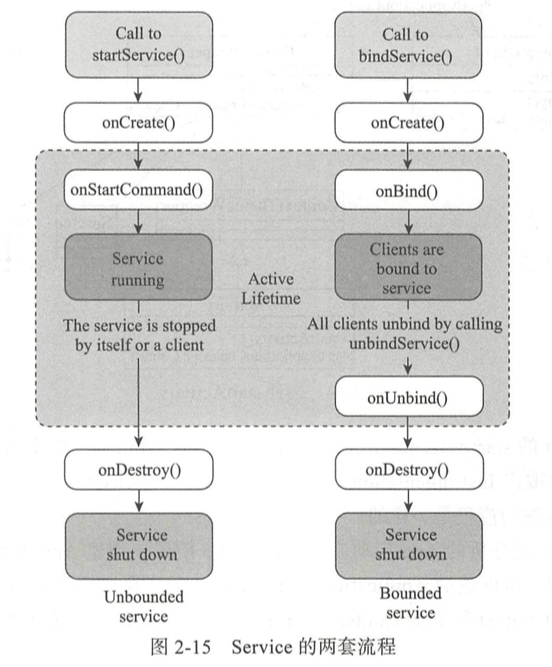 Call to
startService()
onCreate()
onStartCommand()
Service
running
The service is stopped
by itself or a client
onDestroy()
Service
shut down
Unbounded
service
Active
Lifetime
Call to
bindService()
onCreate()
onBind()
Clients are
bound to
service
All clients unbind by calling
unbindService()
onUnbind()
onDestroy()
Service
shut down
Bounded
service
图 2-15 Service 的两套流程